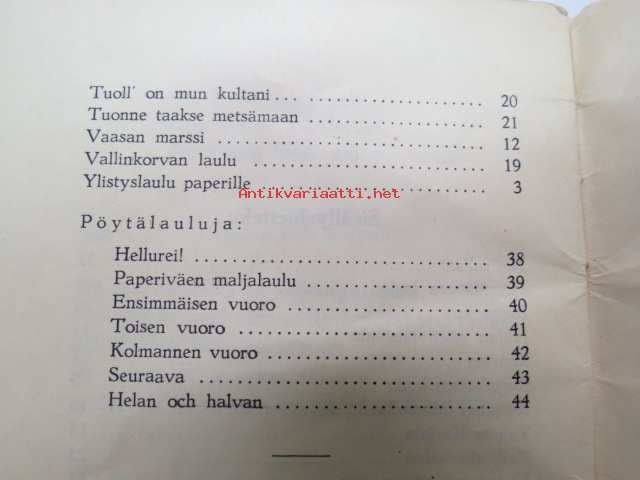 Tuoll' on mun kultani ... 20
Tuonne taakse metsämaan 21
Vaasan marssi 12
Vallinkorvan laulu 19
Ylistyslaulu paperille 3
Antikvariaatti.net
Pöytälauluja:
Hellurei! 38
Paperiväen maljalaulu 39
Ensimmäisen vuoro 40
Toisen vuoro 41
Kolmannen vuoro 42
Seuraava 43
Helan och halvan 44